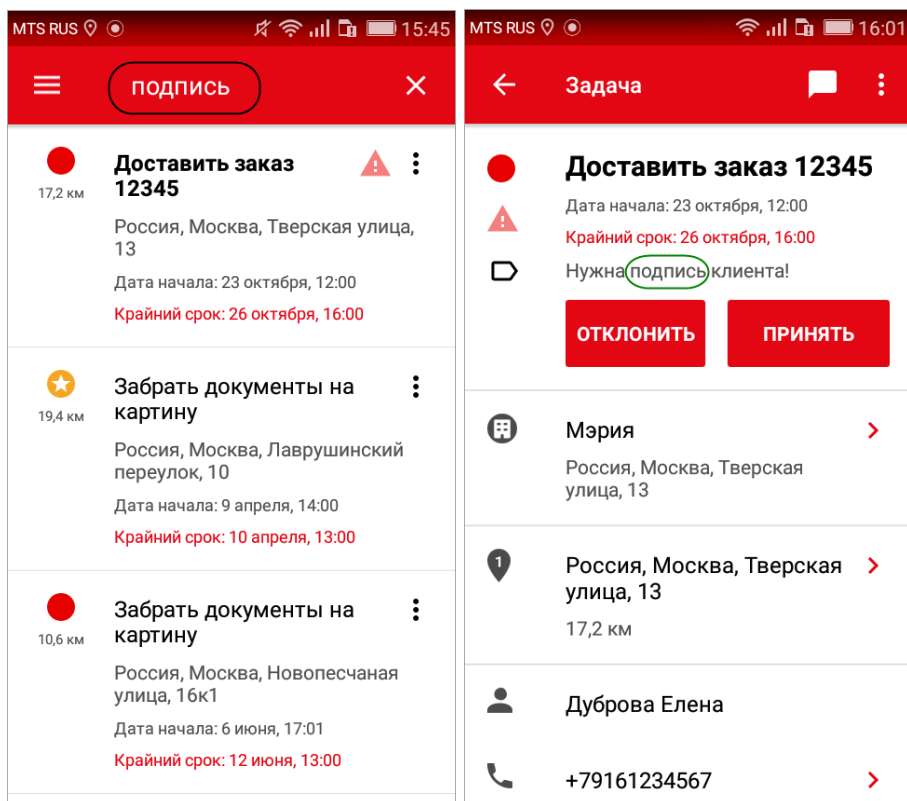 MTS RUS 15:45
подпись
Доставить заказ
12345
17,2 км
Россия, Москва, Тверская улица,
13
Дата начала: 23 октября, 12:00
Крайний срок: 26 октября, 16:00
Забрать документы на
картину
19,4 км
Россия, Москва, Лаврушинский
переулок, 10
Дата начала: 9 апреля, 14:00
Крайний срок: 10 апреля, 13:00
Забрать документы на
картину
10,6 км
Россия, Москва, Новопесчаная
улица, 16к1
Дата начала: 6 июня, 17:01
Крайний срок: 12 июня, 13:00
MTS RUS 16:01
Задача
Доставить заказ 12345
Дата начала: 23 октября, 12:00
Крайний срок: 26 октября, 16:00
Нужна подпись клиента!
ОТКЛОНИТЬ ПРИНЯТЬ
Мэрия
Россия, Москва, Тверская
улица, 13
1
Россия, Москва, Тверская
улица, 13
17,2 км
Дуброва Елена
+79161234567